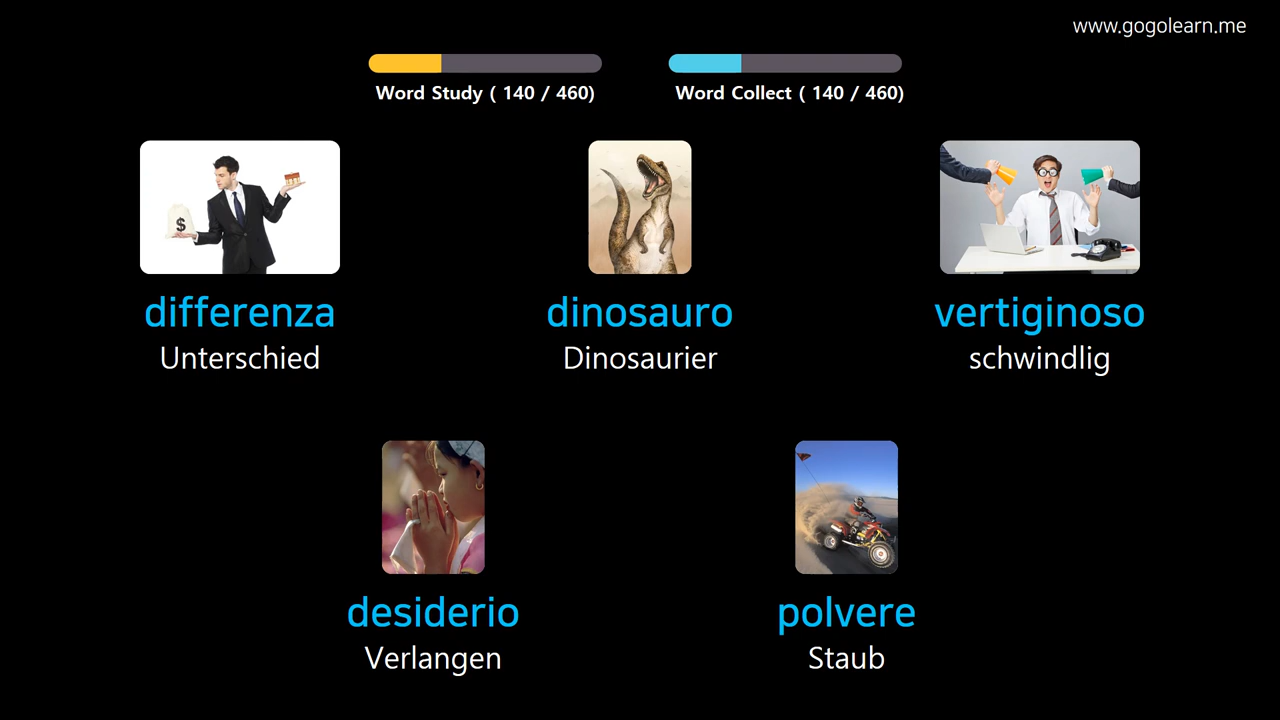 www.gogolearn.me
Word Study ( 140 / 460)
Word Collect ( 140 / 460)
$
differenza
Unterschied
dinosauro
Dinosaurier
vertiginoso
schwindlig
desiderio
Verlangen
polvere
Staub